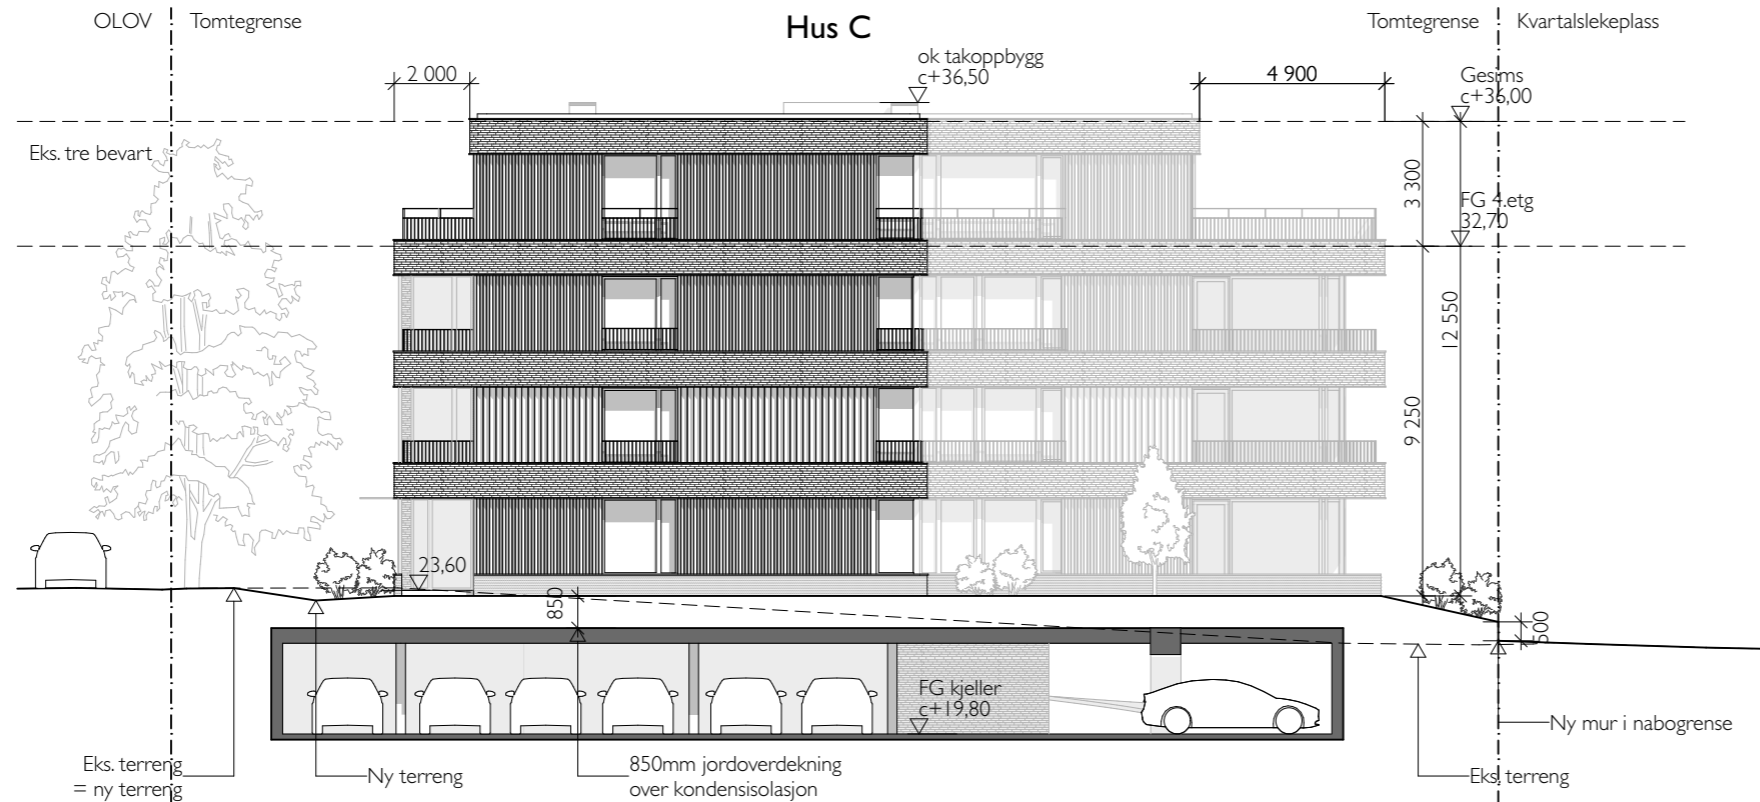 OLOV
Tomtegrense
Hus C
Tomtegrense
Kvartalslekeplass
ok takoppbygg
c+36,50
2 000
4 900
Gesims
c+36,00
Eks. tre bevart
3 300
FG 4.etg
32,70
12 550
9 250
23,60
850
500
FG kjeller
c+19,80
Ny mur i nabogrense
Eks. terreng
= ny terreng
Ny terreng
850mm jordoverdekning
over kondensisolasjon
Eks. terreng